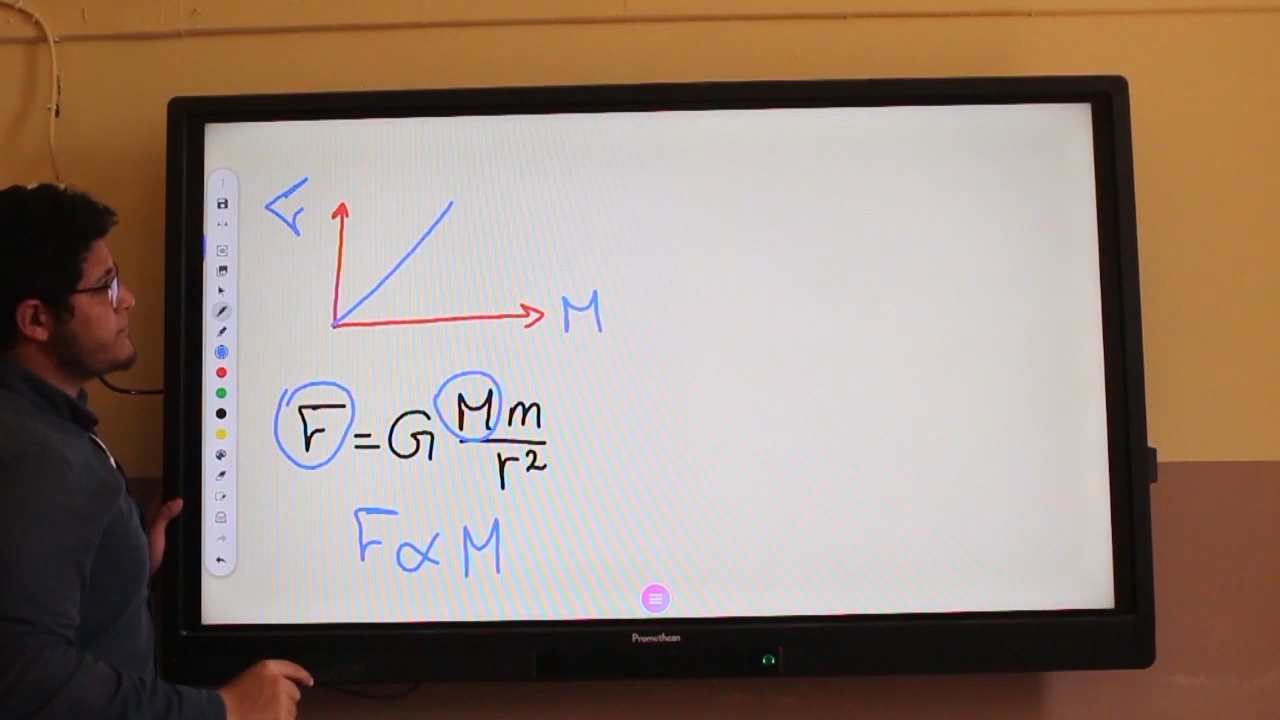 F
M
F = G Mm / r²
F ∝ M
Promethean